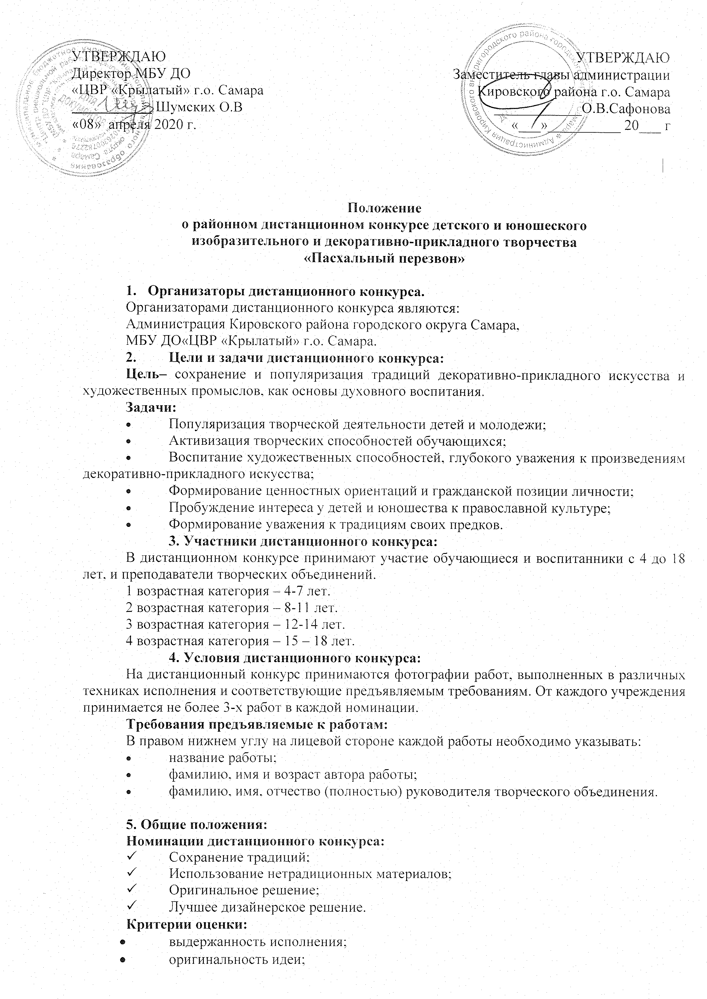 УТВЕРЖДАЮ
Директор МБУ ДО
«ЦВР «Крылатый» г.о. Самара
Шумских О.В
«08» апреля 2020 г.
УТВЕРЖДАЮ
Заместитель главы администрации
Кировского района г.о. Самара
О.В.Сафонова
«___» ___________ 20___ г
Положение
о районном дистанционном конкурсе детского и юношеского
изобразительного и декоративно-прикладного творчества
«Пасхальный перезвон»
1. Организаторы дистанционного конкурса.
Организаторами дистанционного конкурса являются:
Администрация Кировского района городского округа Самара,
МБУ ДО«ЦВР «Крылатый» г.о. Самара.
2. Цели и задачи дистанционного конкурса:
Цель– сохранение и популяризация традиций декоративно-прикладного искусства и
художественных промыслов, как основы духовного воспитания.
Задачи:
• Популяризация творческой деятельности детей и молодежи;
• Активизация творческих способностей обучающихся;
• Воспитание художественных способностей, глубокого уважения к произведениям
декоративно-прикладного искусства;
• Формирование ценностных ориентаций и гражданской позиции личности;
• Пробуждение интереса у детей и юношества к православной культуре;
• Формирование уважения к традициям своих предков.
3. Участники дистанционного конкурса:
В дистанционном конкурсе принимают участие обучающиеся и воспитанники с 4 до 18
лет, и преподаватели творческих объединений.
1 возрастная категория – 4-7 лет.
2 возрастная категория – 8-11 лет.
3 возрастная категория – 12-14 лет.
4 возрастная категория – 15 – 18 лет.
4. Условия дистанционного конкурса:
На дистанционный конкурс принимаются фотографии работ, выполненных в различных
техниках исполнения и соответствующие предъявляемым требованиям. От каждого учреждения
принимается не более 3-х работ в каждой номинации.
Требования предъявляемые к работам:
В правом нижнем углу на лицевой стороне каждой работы необходимо указывать:
• название работы;
• фамилию, имя и возраст автора работы;
• фамилию, имя, отчество (полностью) руководителя творческого объединения.
5. Общие положения:
Номинации дистанционного конкурса:
✓ Сохранение традиций;
✓ Использование нетрадиционных материалов;
✓ Оригинальное решение;
✓ Лучшее дизайнерское решение.
Критерии оценки:
• выдержанность исполнения;
• оригинальность идеи;